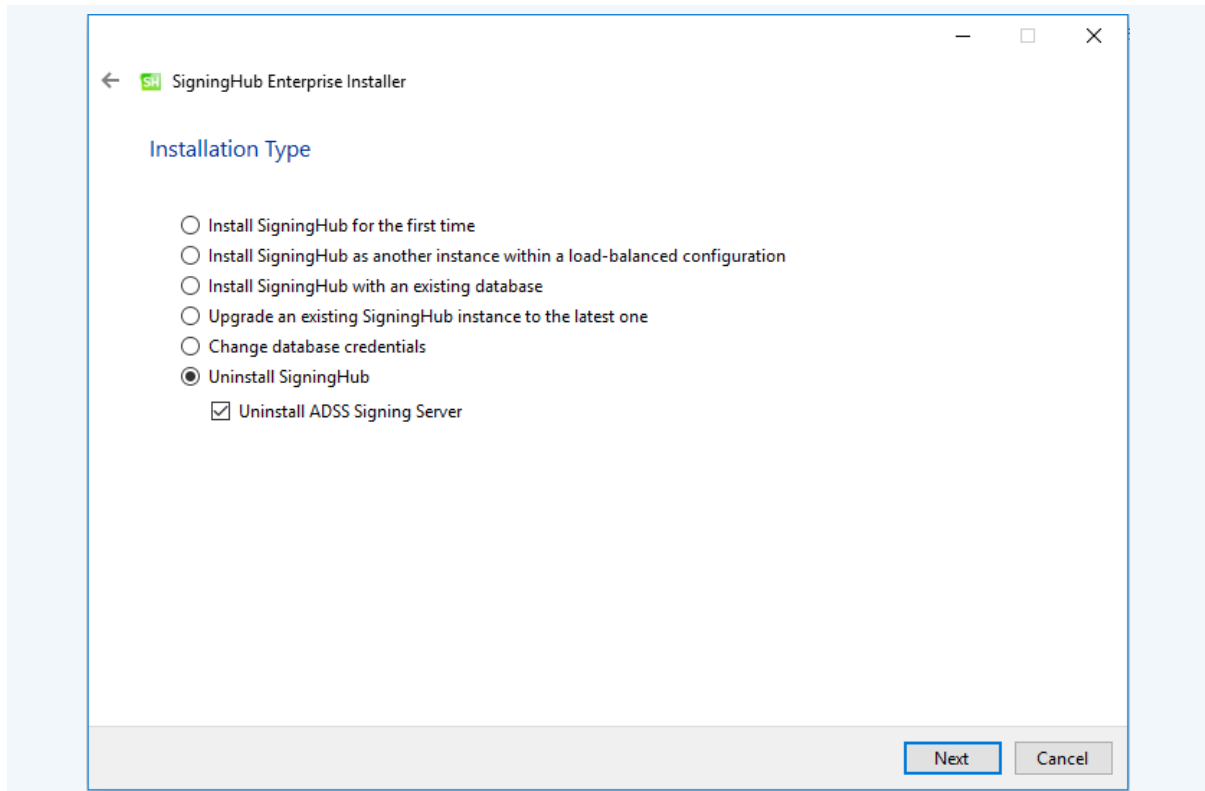 SH SigningHub Enterprise Installer
Installation Type
Install SigningHub for the first time
Install SigningHub as another instance within a load-balanced configuration
Install SigningHub with an existing database
Upgrade an existing SigningHub instance to the latest one
Change database credentials
Uninstall SigningHub
Uninstall ADSS Signing Server
Next Cancel